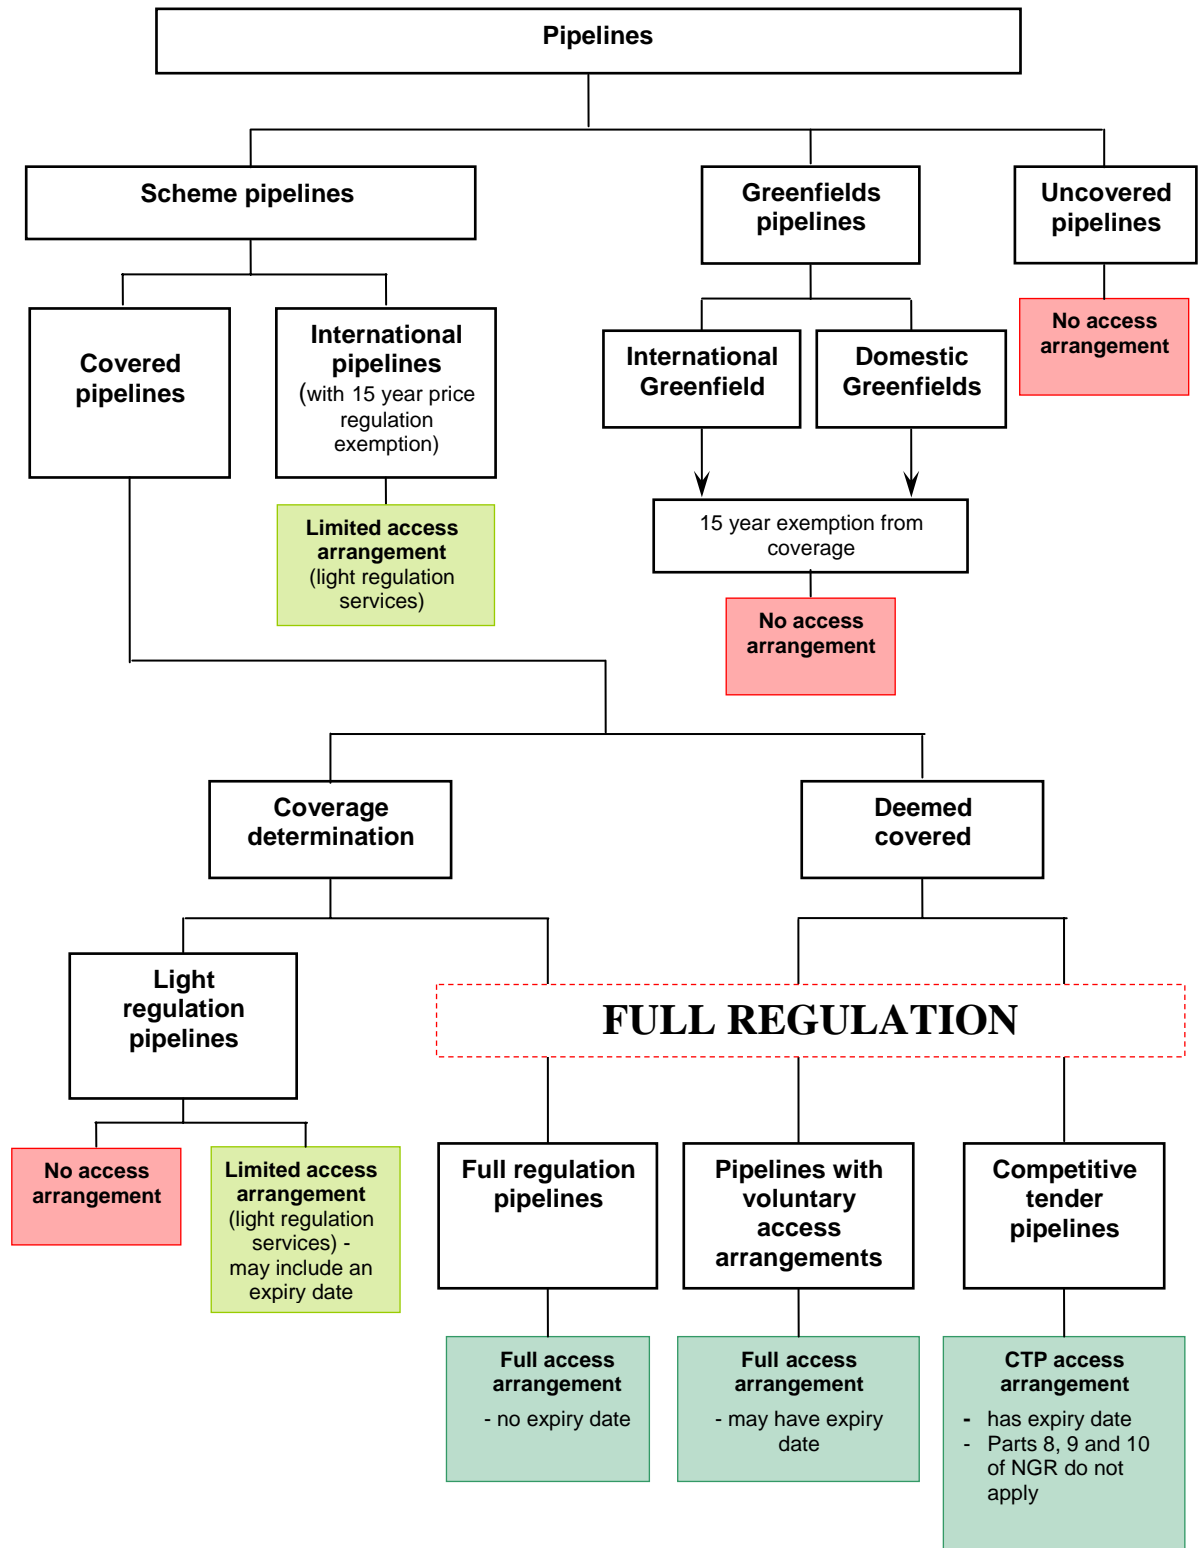 Pipelines
Scheme pipelines
Greenfields
pipelines
Uncovered
pipelines
Covered
pipelines
International
pipelines
(with 15 year price
regulation
exemption)
International
Greenfield
Domestic
Greenfields
No access
arrangement
Limited access
arrangement
(light regulation
services)
15 year exemption from
coverage
No access
arrangement
Coverage
determination
Deemed
covered
Light
regulation
pipelines
FULL REGULATION
No access
arrangement
Limited access
arrangement
(light regulation
services) -
may include an
expiry date
Full regulation
pipelines
Pipelines with
voluntary
access
arrangements
Competitive
tender
pipelines
Full access
arrangement
- no expiry date
Full access
arrangement
- may have expiry
date
CTP access
arrangement
- has expiry date
- Parts 8, 9 and 10
of NGR do not
apply